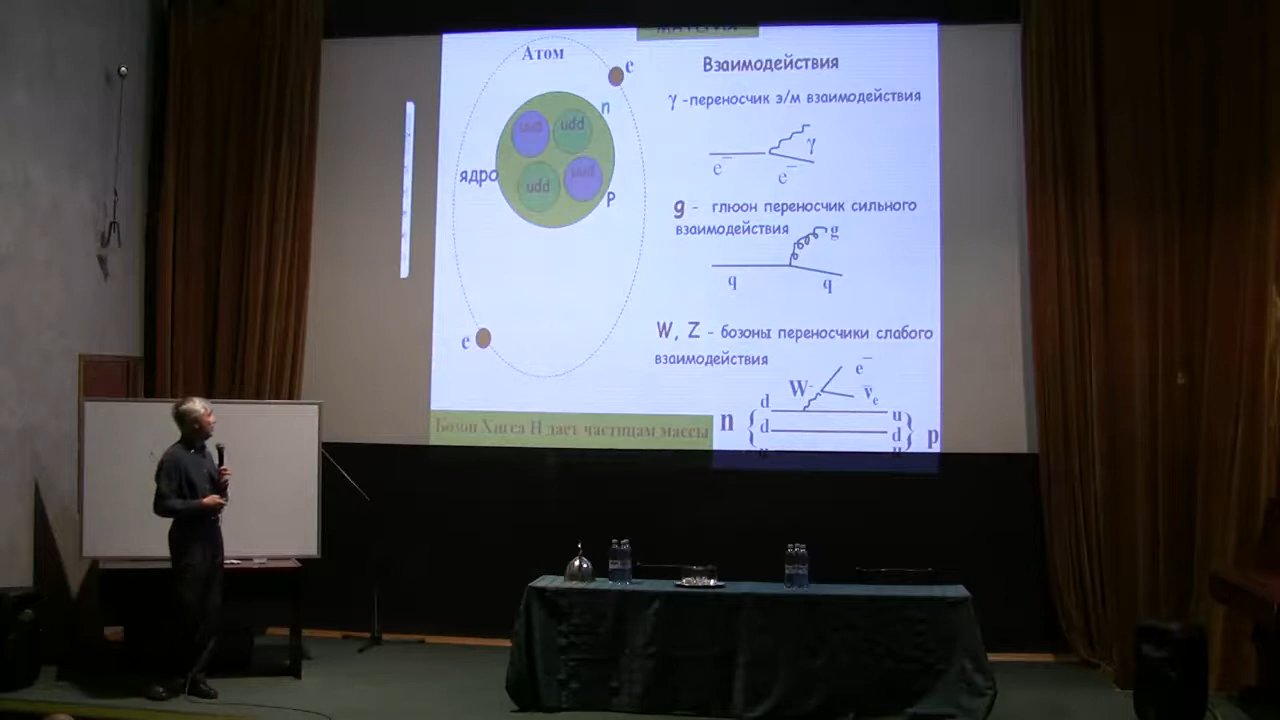 Атом
e
n
udd
ядро
udd
p
e
Бозон Хиггса H дает частицам массы
Взаимодействия
γ -переносчик э/м взаимодействия
γ
e⁻
e⁻
g - глюон переносчик сильного
взаимодействия
g
q
q
W, Z - бозоны переносчики слабого
взаимодействия
e⁻
W⁻
ν̅e
d
u
n { d
d } p